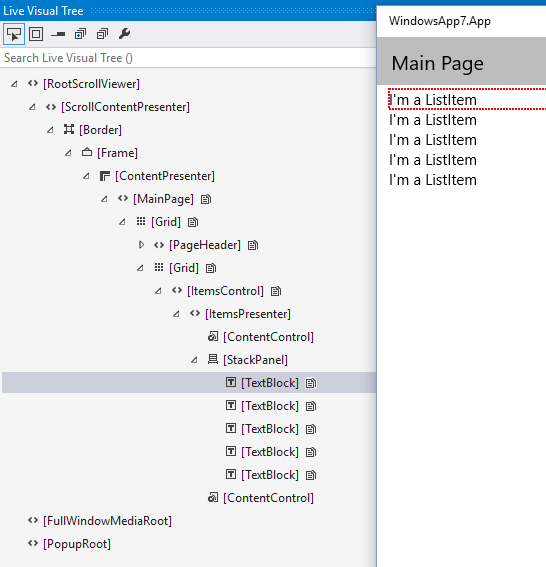 Live Visual Tree
Search Live Visual Tree ()
[RootScrollViewer]
[ScrollContentPresenter]
[Border]
[Frame]
[ContentPresenter]
[MainPage]
[Grid]
[PageHeader]
[Grid]
[ItemsControl]
[ItemsPresenter]
[ContentControl]
[StackPanel]
[TextBlock]
[TextBlock]
[TextBlock]
[TextBlock]
[TextBlock]
[ContentControl]
[FullWindowMediaRoot]
[PopupRoot]
WindowsApp7.App
Main Page
I'm a ListItem
I'm a ListItem
I'm a ListItem
I'm a ListItem
I'm a ListItem